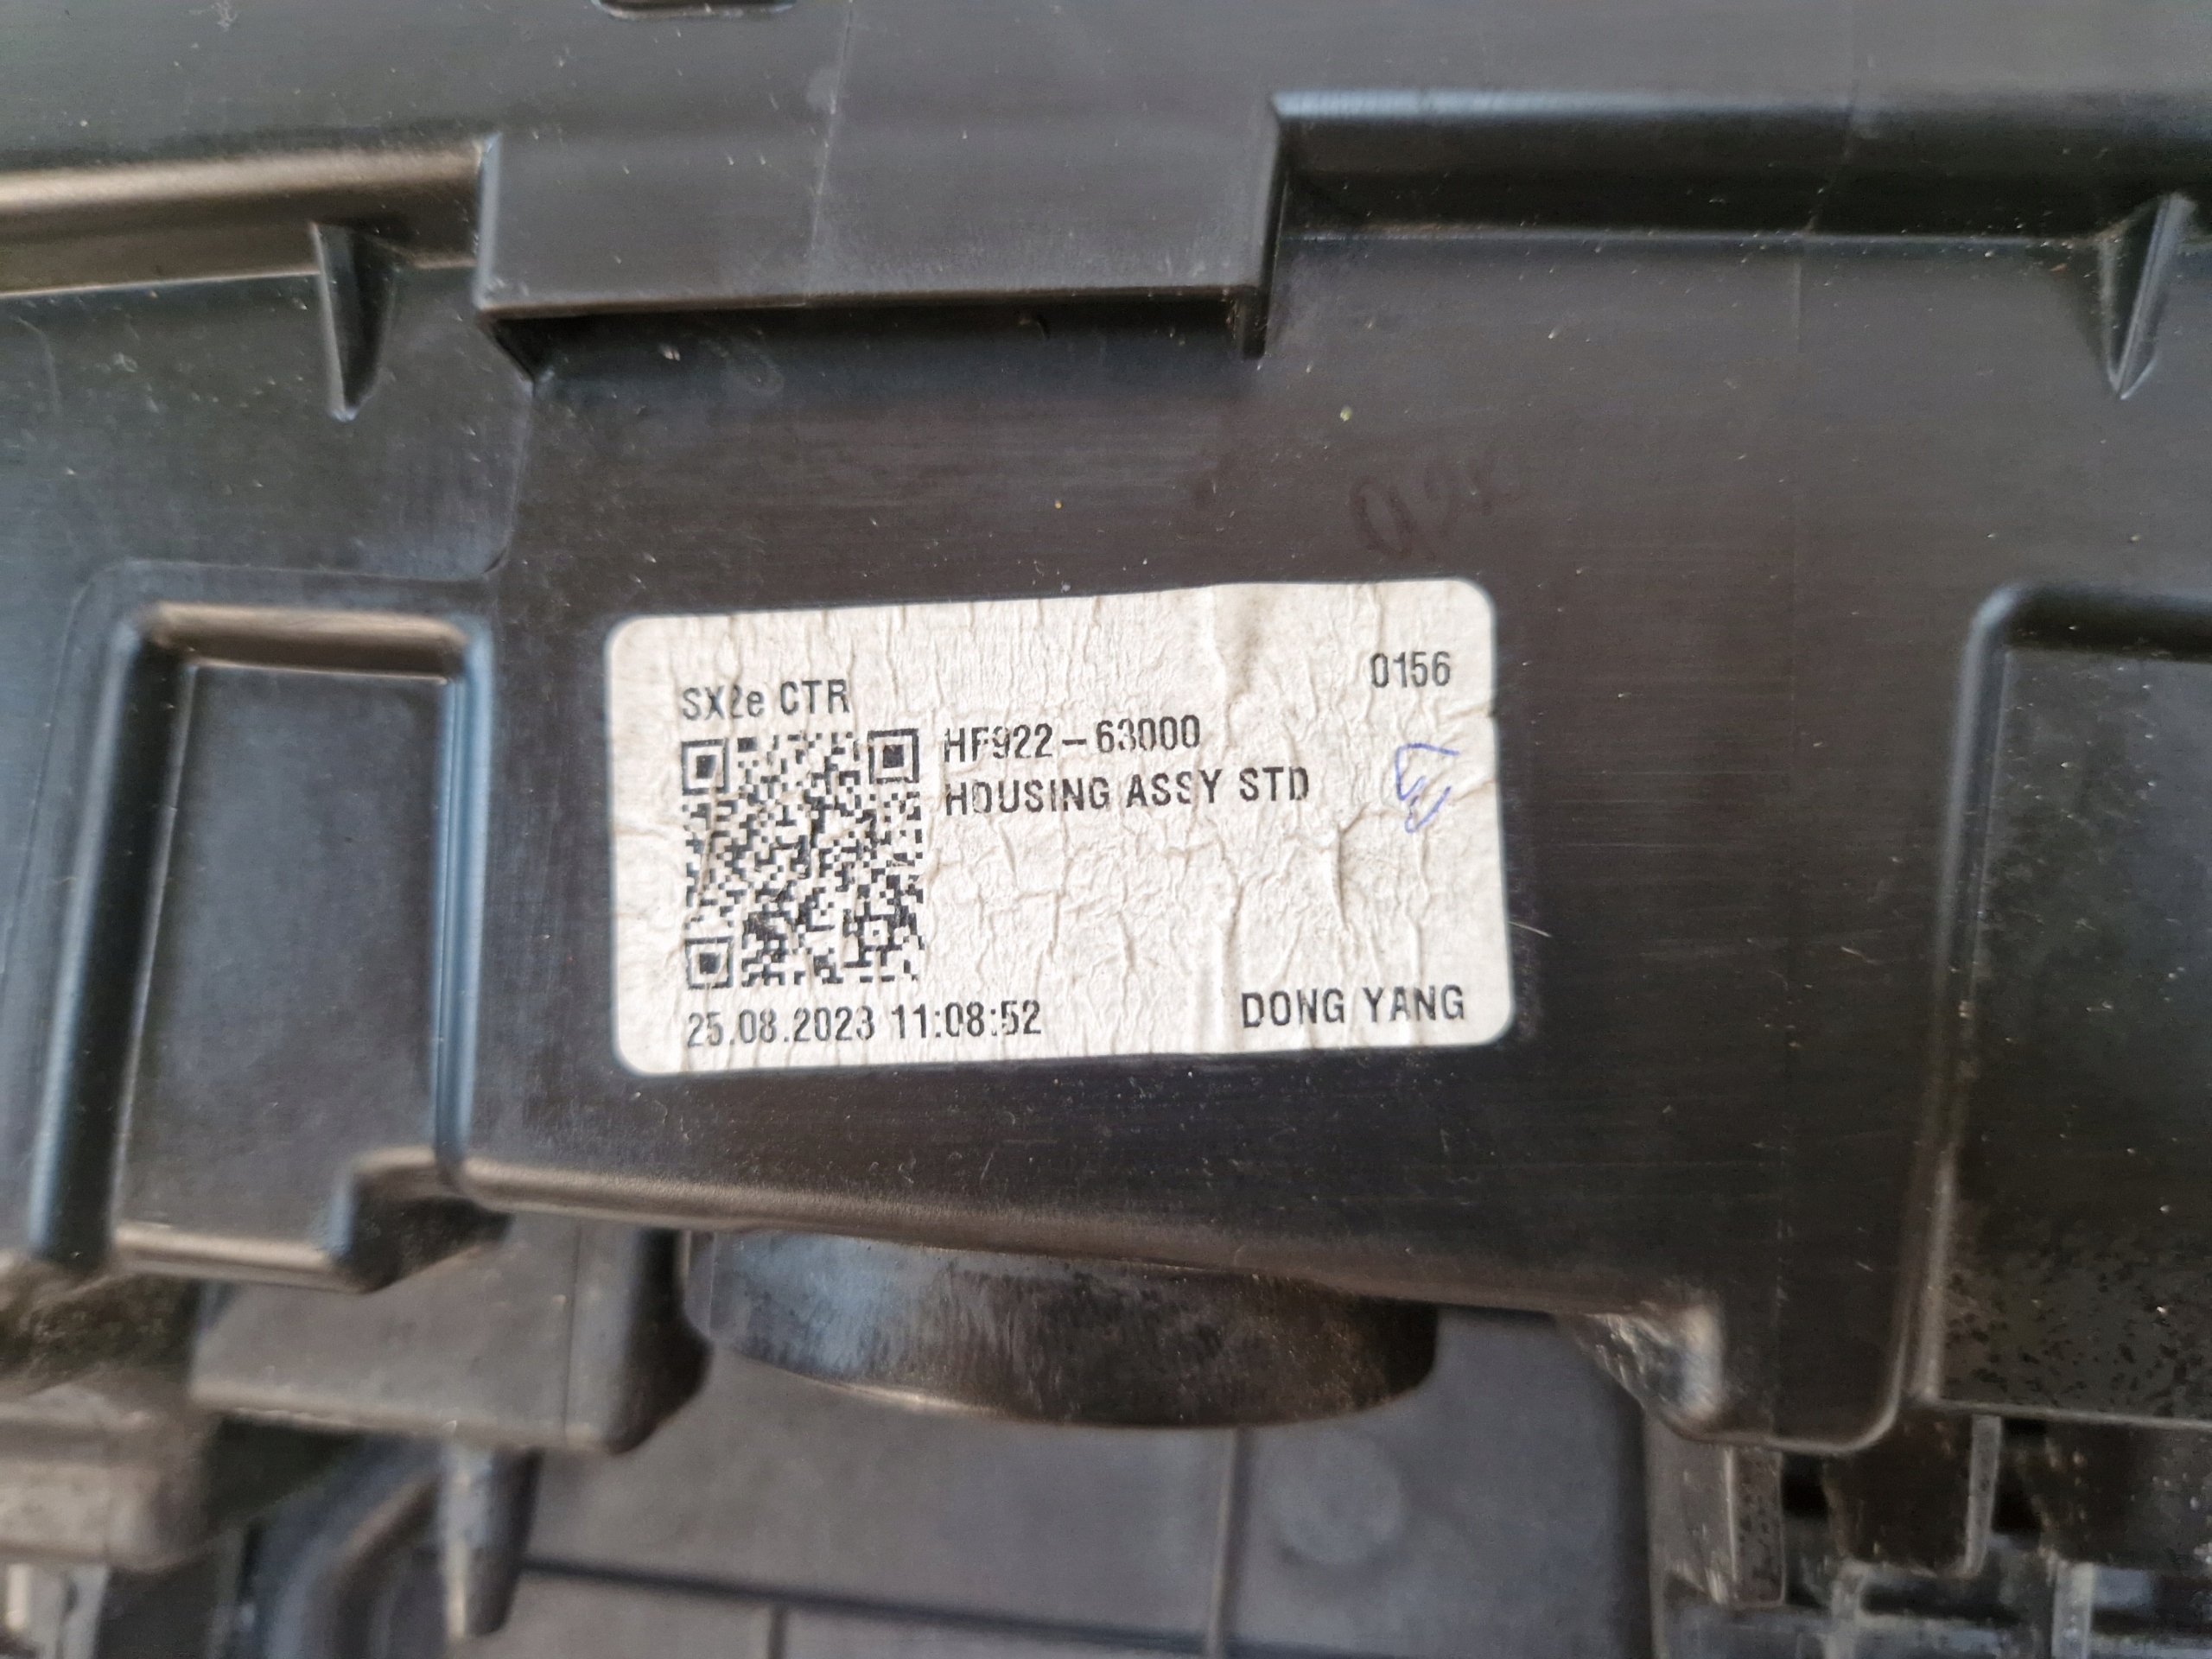 SX2e CTR
0156
HF922-63000
HOUSING ASSY STD
25.08.2023 11:08:52
DONG YANG